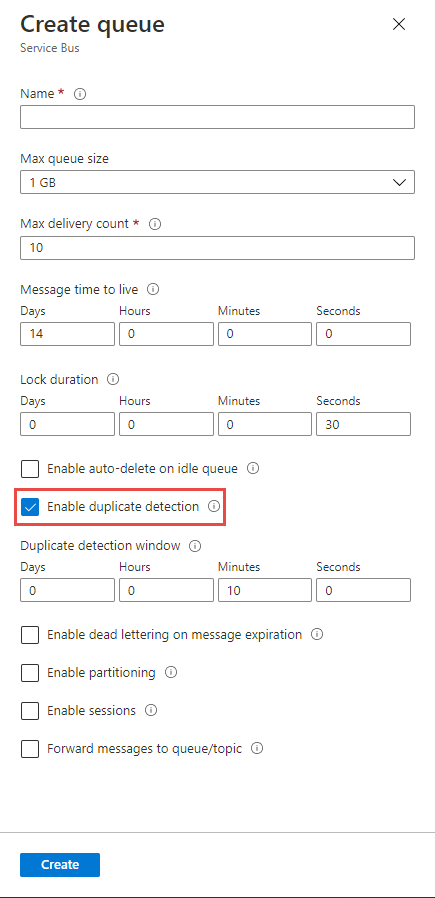 Create queue
Service Bus
Name *
Max queue size
1 GB
Max delivery count *
10
Message time to live
Days Hours Minutes Seconds
14 0 0 0
Lock duration
Days Hours Minutes Seconds
0 0 0 30
Enable auto-delete on idle queue
Enable duplicate detection
Duplicate detection window
Days Hours Minutes Seconds
0 0 10 0
Enable dead lettering on message expiration
Enable partitioning
Enable sessions
Forward messages to queue/topic
Create